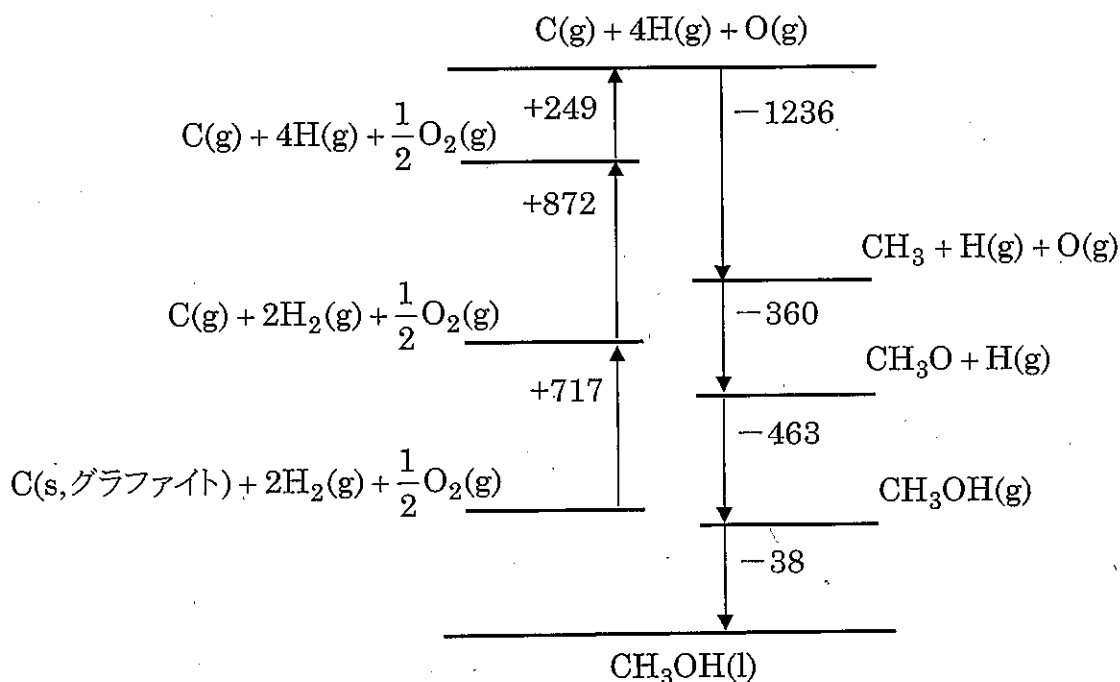 C(g) + 4H(g) + O(g)
+249
−1236
C(g) + 4H(g) + 1/2 O₂(g)
+872
CH₃ + H(g) + O(g)
−360
C(g) + 2H₂(g) + 1/2 O₂(g)
CH₃O + H(g)
+717
−463
C(s,グラファイト) + 2H₂(g) + 1/2 O₂(g)
CH₃OH(g)
−38
CH₃OH(l)